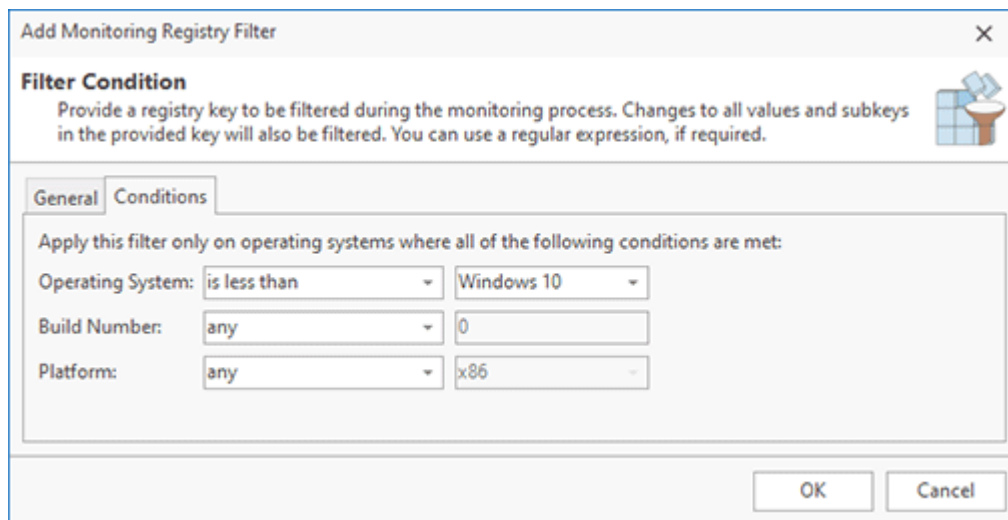 Add Monitoring Registry Filter
Filter Condition
Provide a registry key to be filtered during the monitoring process. Changes to all values and subkeys
in the provided key will also be filtered. You can use a regular expression, if required.
General Conditions
Apply this filter only on operating systems where all of the following conditions are met:
Operating System: is less than Windows 10
Build Number: any 0
Platform: any x86
OK Cancel